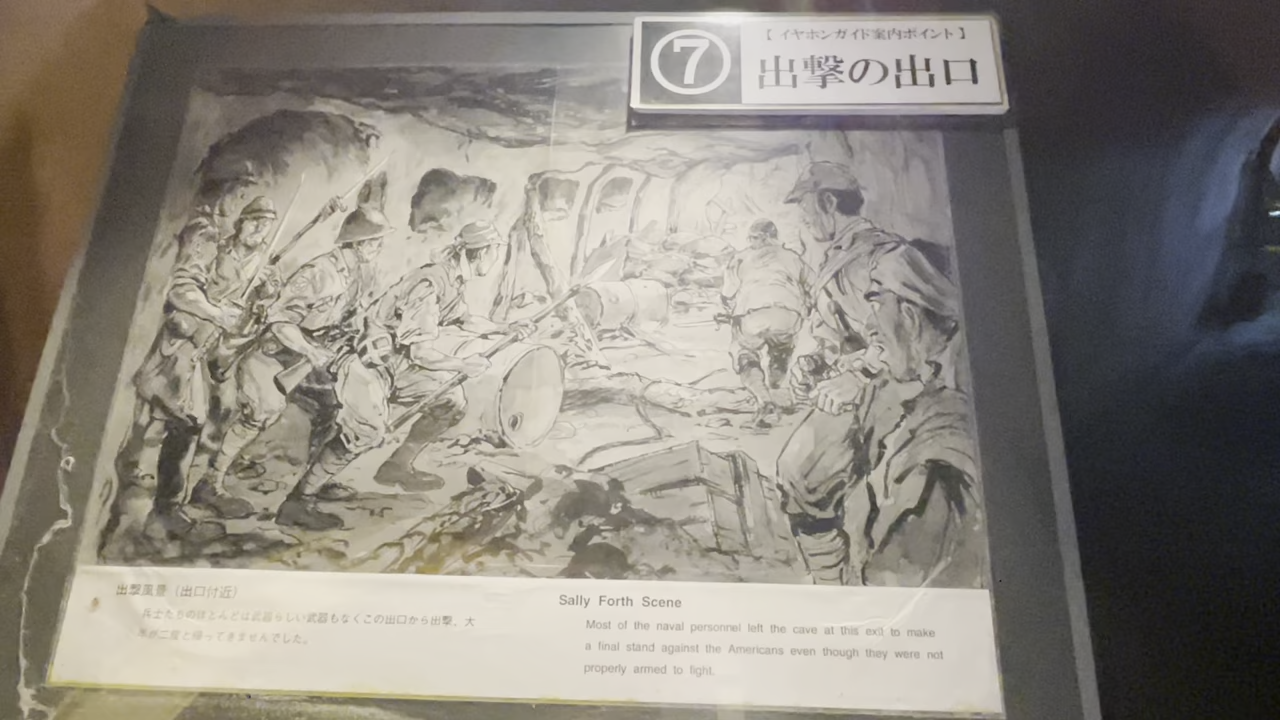 7
【 イヤホンガイド案内ポイント 】
出撃の出口
出撃風景（出口付近）
兵士たちのほとんどは武器らしい武器もなくこの出口から出撃、大
半が二度と帰ってきませんでした。
Sally Forth Scene
Most of the naval personnel left the cave at this exit to make
a final stand against the Americans even though they were not
properly armed to fight.